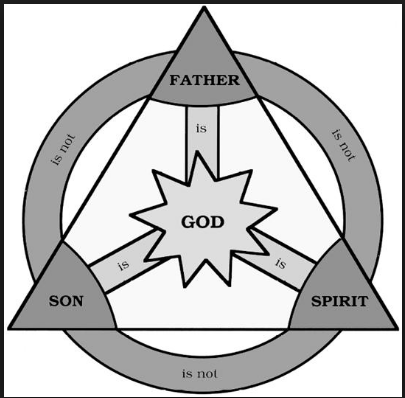 FATHER
is
is not
is not
GOD
is
is
SON
SPIRIT
is not